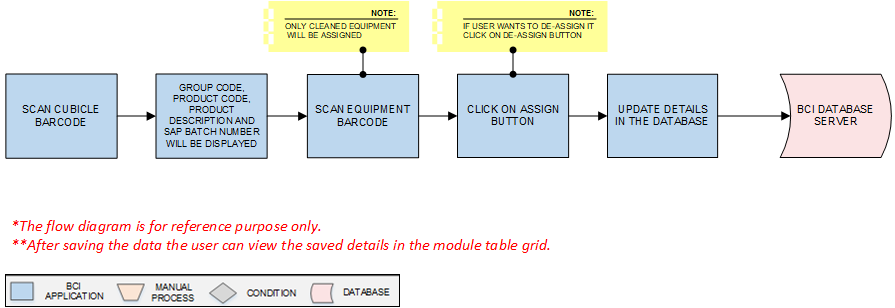 NOTE:
ONLY CLEANED EQUIPMENT
WILL BE ASSIGNED
NOTE:
IF USER WANTS TO DE-ASSIGN IT
CLICK ON DE-ASSIGN BUTTON
SCAN CUBICLE
BARCODE
GROUP CODE,
PRODUCT CODE,
PRODUCT
DESCRIPTION AND
SAP BATCH NUMBER
WILL BE DISPLAYED
SCAN EQUIPMENT
BARCODE
CLICK ON ASSIGN
BUTTON
UPDATE DETAILS
IN THE DATABASE
BCI DATABASE
SERVER
*The flow diagram is for reference purpose only.
**After saving the data the user can view the saved details in the module table grid.
BCI
APPLICATION
MANUAL
PROCESS
CONDITION
DATABASE